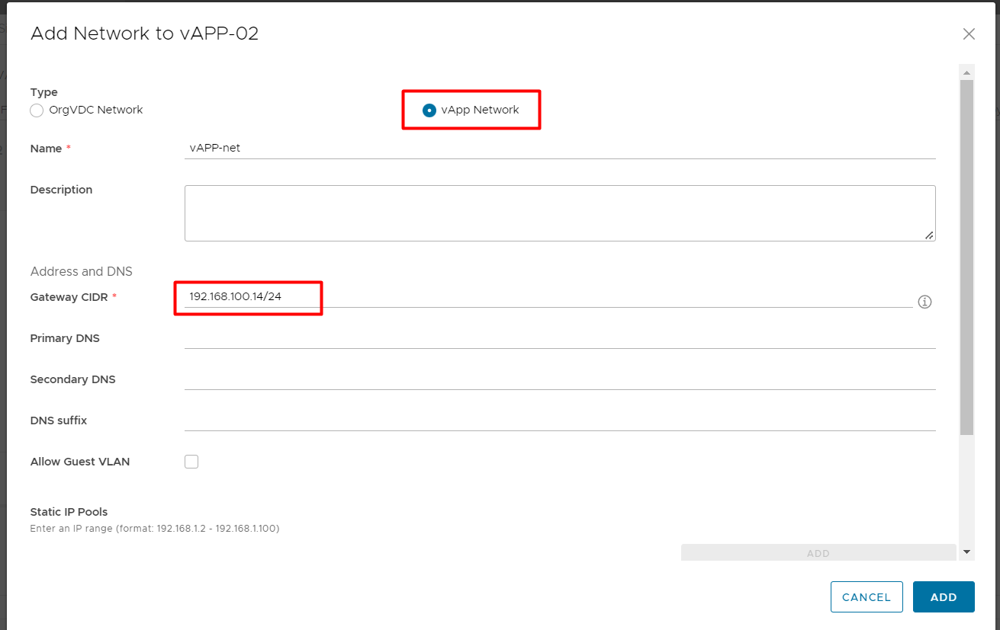 Add Network to vAPP-02
Type
OrgVDC Network
vApp Network
Name *
vAPP-net
Description
Address and DNS
Gateway CIDR *
192.168.100.14/24
Primary DNS
Secondary DNS
DNS suffix
Allow Guest VLAN
Static IP Pools
Enter an IP range (format: 192.168.1.2 - 192.168.1.100)
ADD
CANCEL
ADD